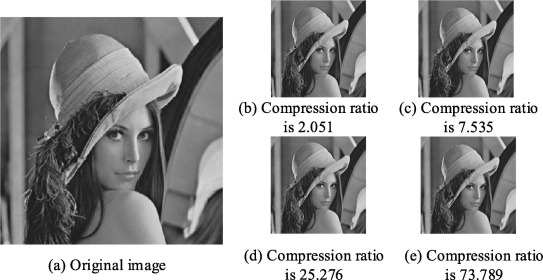 (a) Original image
(b) Compression ratio
is 2.051
(c) Compression ratio
is 7.535
(d) Compression ratio
is 25.276
(e) Compression ratio
is 73.789